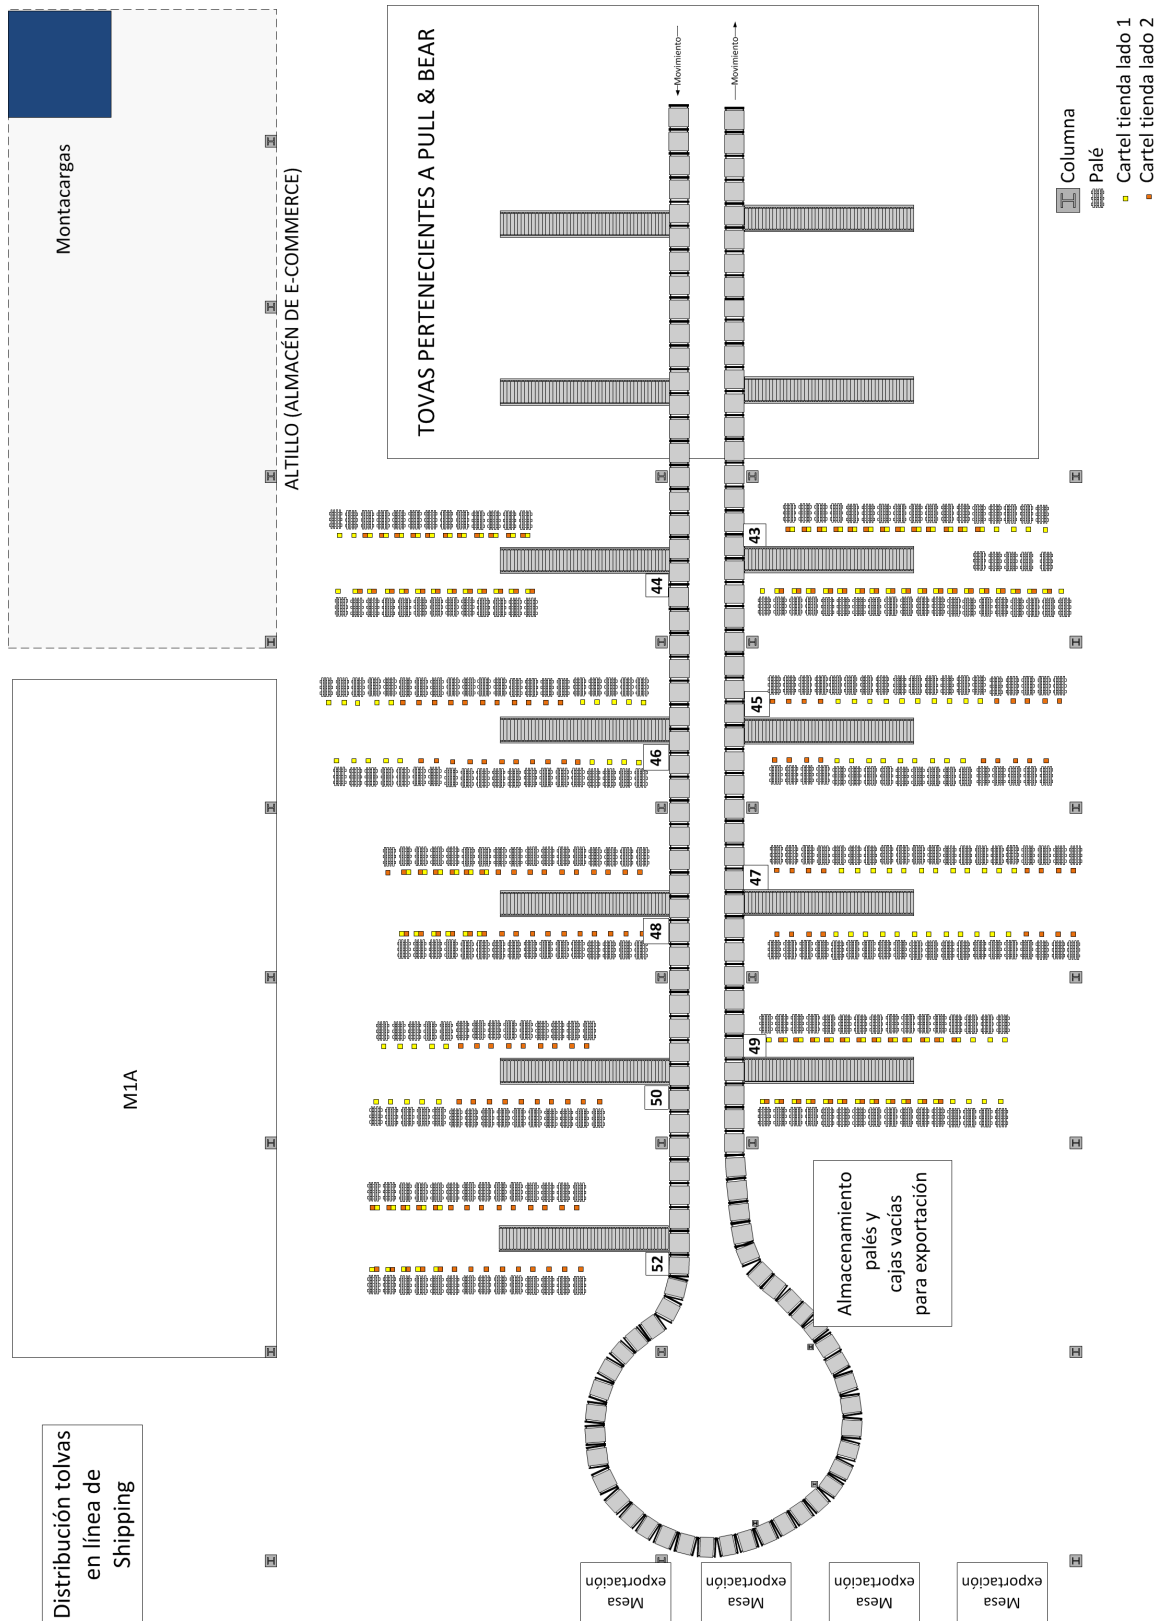 Distribución tolvas
en línea de
Shipping
M1A
Montacargas
ALTILLO (ALMACÉN DE E-COMMERCE)
TOVAS PERTENECIENTES A PULL & BEAR
Movimiento
Movimiento
52
50
48
46
44
49
47
45
43
Almacenamiento
palés y
cajas vacías
para exportación
Mesa
exportación
Mesa
exportación
Mesa
exportación
Mesa
exportación
Columna
Palé
Cartel tienda lado 1
Cartel tienda lado 2